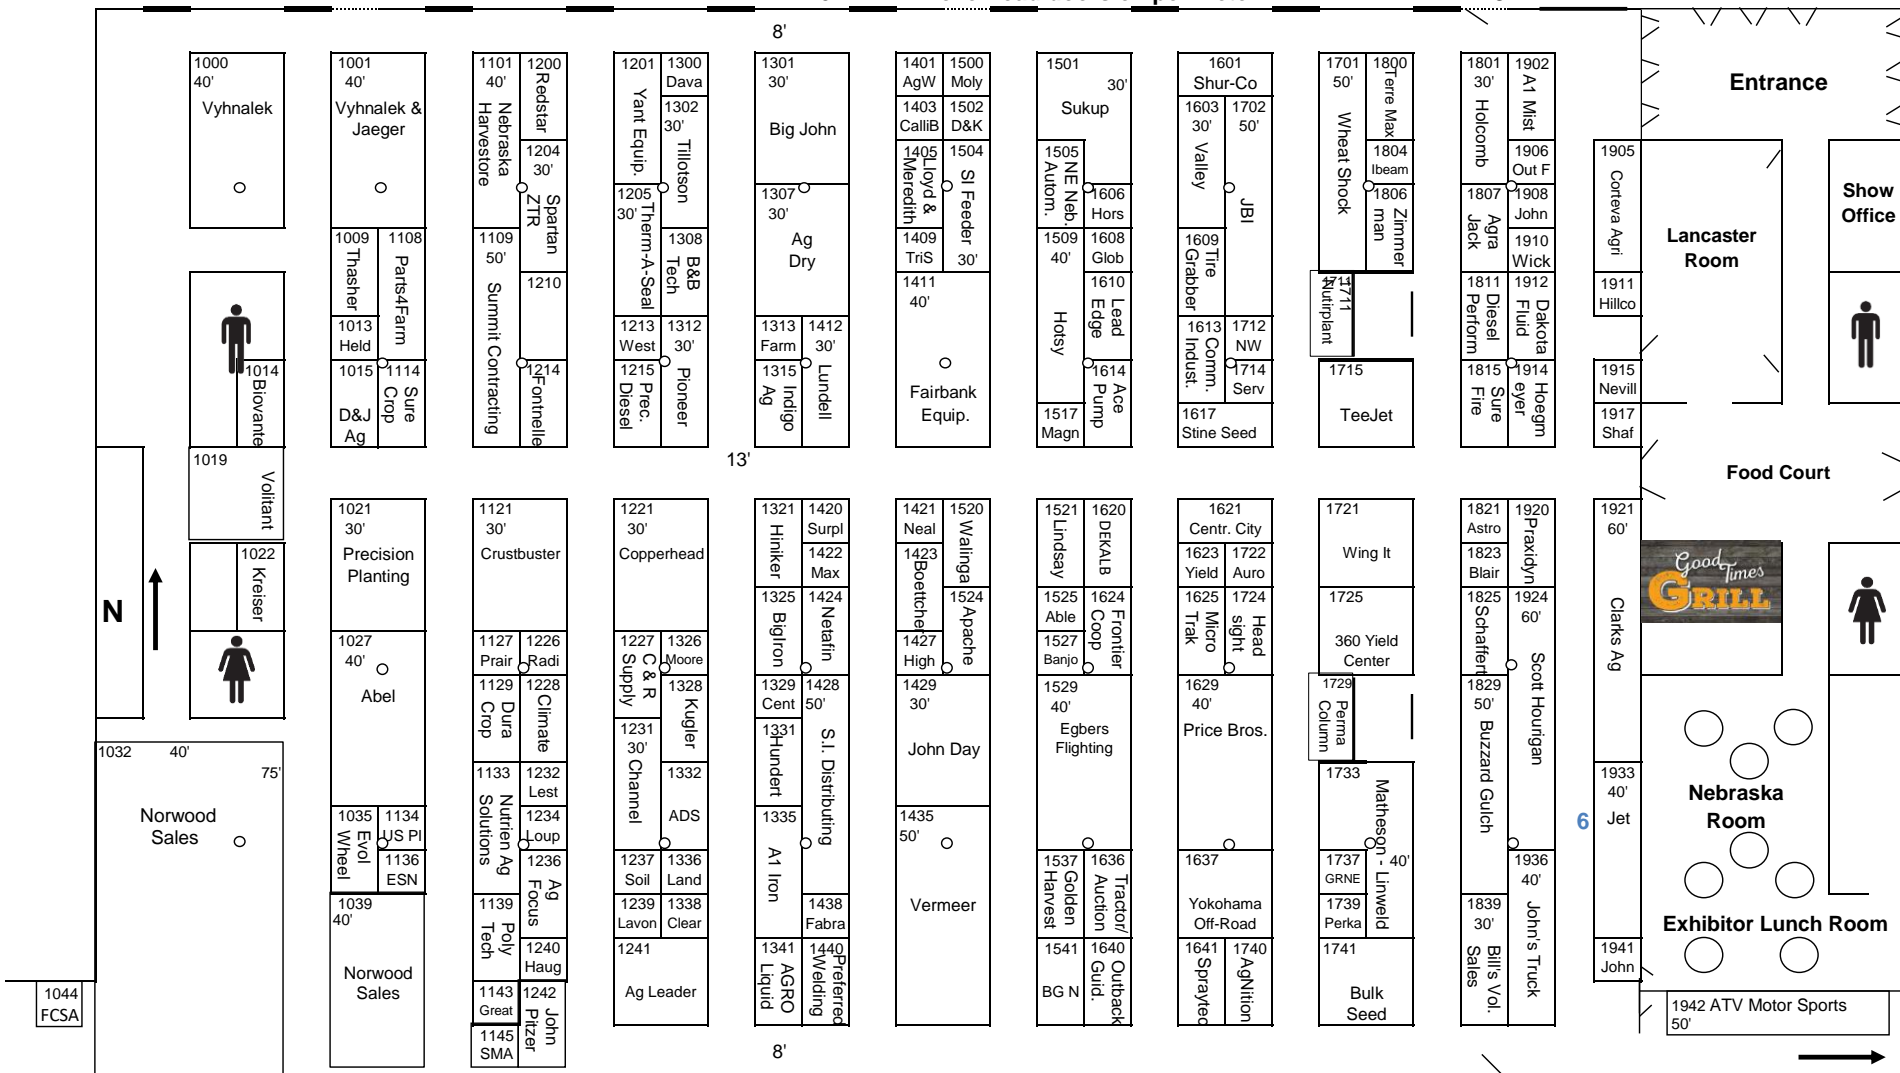 8'
1000
40'
Vyhnalek
1001
40'
Vyhnalek &
Jaeger
1009
Thasher
1108
Parts4Farm
1013
Held
1015
D&J
Ag
1114
Sure
Crop
1014
Biovante
1019
Volitant
1022
Kreiser
N
1032
40'
75'
Norwood
Sales
1044
FCSA
1021
30'
Precision
Planting
1027
40'
Abel
1035
Evol
Wheel
1134
US Pl
1136
ESN
1039
40'
Norwood
Sales
1101
40'
Nebraska
Harvestore
1200
Redstar
1204
30'
Spartan
ZTR
1109
50'
Summit Contracting
1210
1214
Fontnelle
1121
30'
Crustbuster
1127
Prair
1226
Radi
1129
Dura
Crop
1228
Climate
1133
Nutrien Ag
Solutions
1232
Lest
1234
Loup
1236
Ag
Focus
1139
Poly
Tech
1240
Haug
1143
Great
1242
John
Pitzer
1145
SMA
1201
Yant Equip.
1300
Dava
1302
30'
Tillotson
1205
30'
Therm-A-Seal
1308
B&B
Tech
1213
West
1312
30'
Pioneer
1215
Prec.
Diesel
1221
30'
Copperhead
1227
C & R
Supply
1326
Moore
1328
Kugler
1231
30'
Channel
1332
ADS
1237
Soil
1336
Land
1239
Lavon
1338
Clear
1241
Ag Leader
1301
30'
Big John
1307
30'
Ag
Dry
1313
Farm
1412
30'
Lundell
1315
Indigo
Ag
13'
1321
Hiniker
1420
Surpl
1422
Max
1325
BigIron
1424
Netafin
1329
Cent
1428
50'
S.I. Distributing
1331
Hundert
1335
A1 Iron
1438
Fabra
1341
AGRO
Liquid
1440
Preferred
Welding
8'
1401
AgW
1500
Moly
1403
CalliB
1502
D&K
1405
Lloyd &
Meredith
1504
SI Feeder
30'
1409
TriS
1411
40'
Fairbank
Equip.
1421
Neal
1520
Walinga
1423
Boettcher
1524
Apache
1427
High
1429
30'
John Day
1435
50'
Vermeer
1501
30'
Sukup
1505
NE Neb.
Autom.
1606
Hors
1509
40'
Hotsy
1608
Glob
1610
Lead
Edge
1614
Ace
Pump
1517
Magn
1521
Lindsay
1620
DEKALB
1525
Able
1624
Frontier
Coop
1527
Banjo
1529
40'
Egbers
Flighting
1537
Golden
Harvest
1636
Tractor/
Auction
1541
BG N
1640
Outback
Guid.
1601
Shur-Co
1603
30'
Valley
1702
50'
JBI
1609
Tire
Grabber
1613
Comm.
Indust.
1712
NW
1714
Serv
1617
Stine Seed
1621
Centr. City
1623
Yield
1722
Auro
1625
Micro
Trak
1724
Head
sight
1629
40'
Price Bros.
1637
Yokohama
Off-Road
1641
Spraytec
1740
AgNition
1701
50'
Wheat Shock
1800
Terre Max
1804
Ibeam
1806
Zimmer
man
1711
Nutirplant
1715
TeeJet
1721
Wing It
1725
360 Yield
Center
1729
Perma
Column
1733
Matheson - Linweld
40'
1737
GRNE
1739
Perka
1741
Bulk
Seed
1801
30'
Holcomb
1902
A1 Mist
1906
Out F
1807
Agra
Jack
1908
John
1910
Wick
1811
Diesel
Perform
1912
Dakota
Fluid
1815
Sure
Fire
1914
Hoegm
eyer
1821
Astro
1920
Praxidyn
1823
Blair
1825
Schaffert
1924
60'
Scott Hourigan
1829
50'
Buzzard Gulch
1936
40'
John's Truck
1839
30'
Bill's Vol.
Sales
1905
Corteva Agri
1911
Hillco
1915
Nevill
1917
Shaf
1921
60'
Clarks Ag
1933
40'
Jet
6
1941
John
Entrance
Show
Office
Lancaster
Room
Food Court
Good
Times
GRILL
Nebraska
Room
Exhibitor Lunch Room
1942 ATV Motor Sports
50'